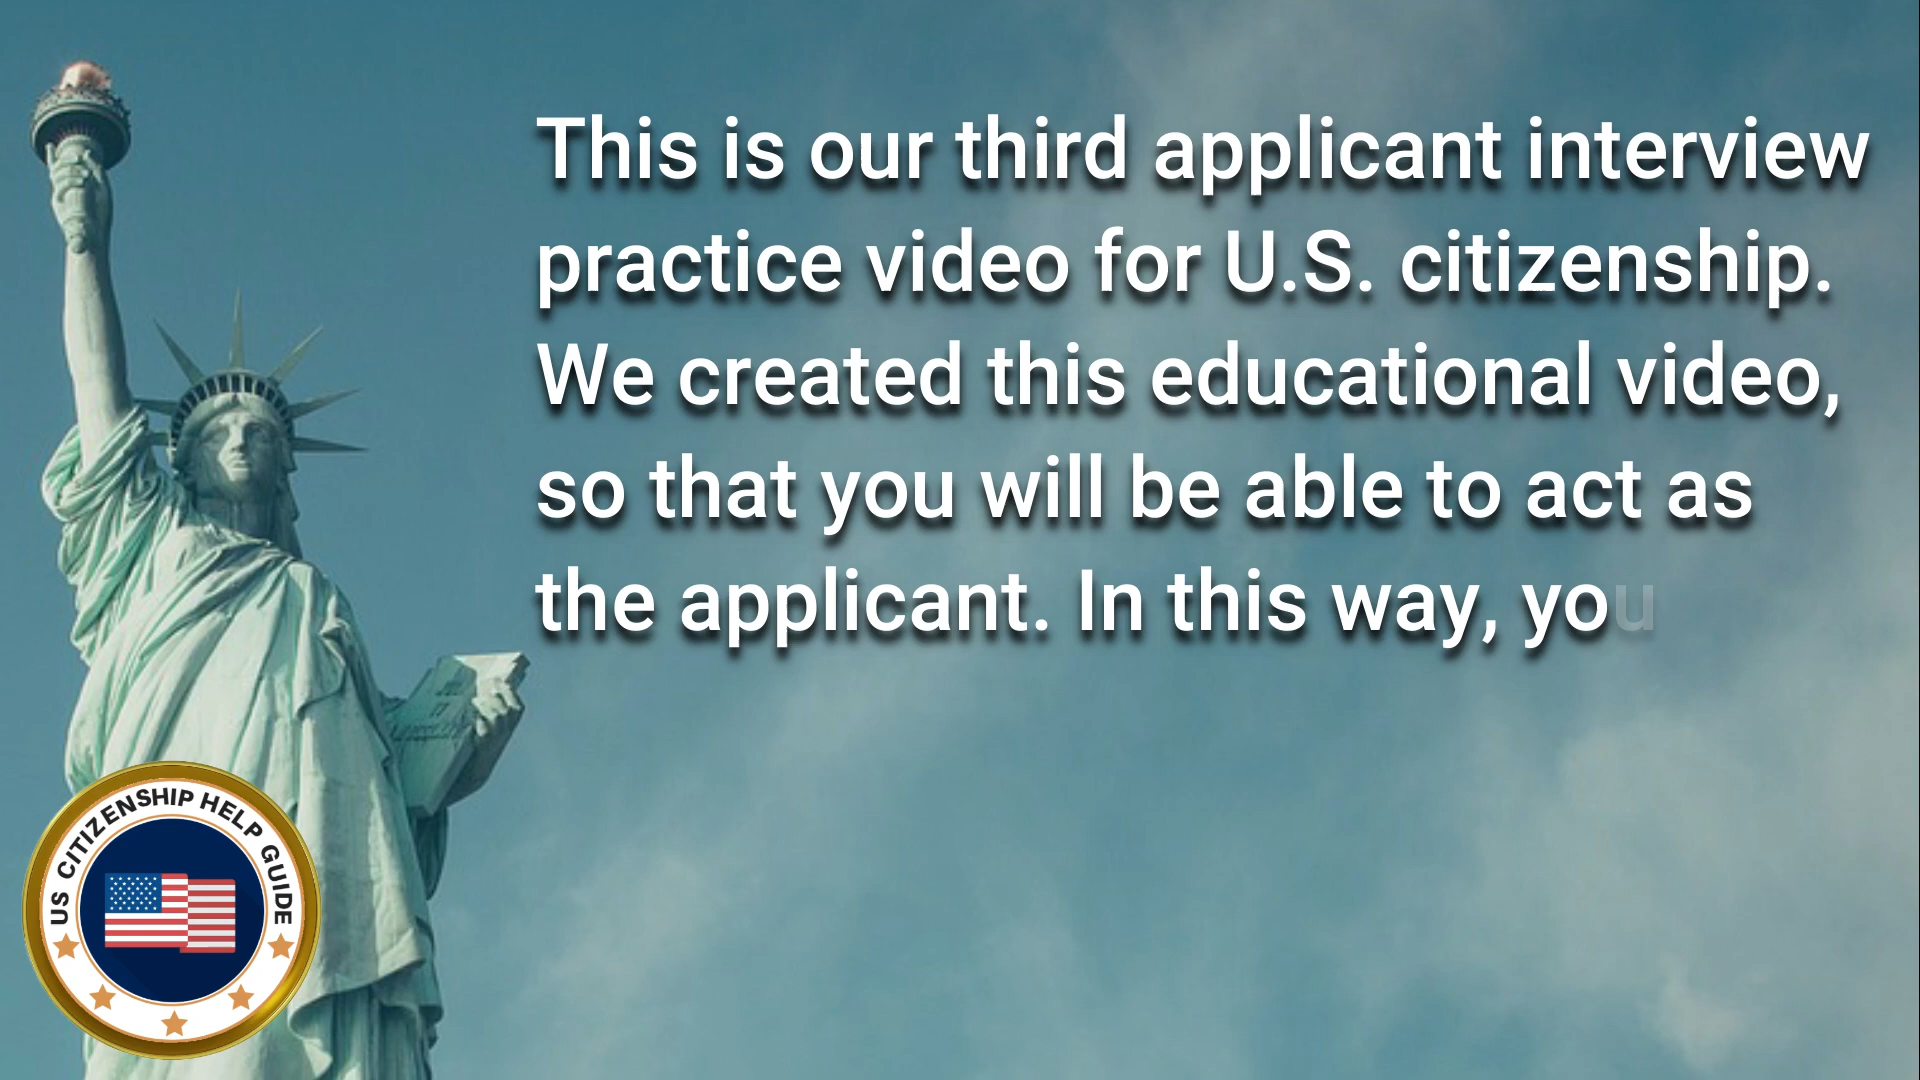 This is our third applicant interview
practice video for U.S. citizenship.
We created this educational video,
so that you will be able to act as
the applicant. In this way, you
US CITIZENSHIP HELP GUIDE